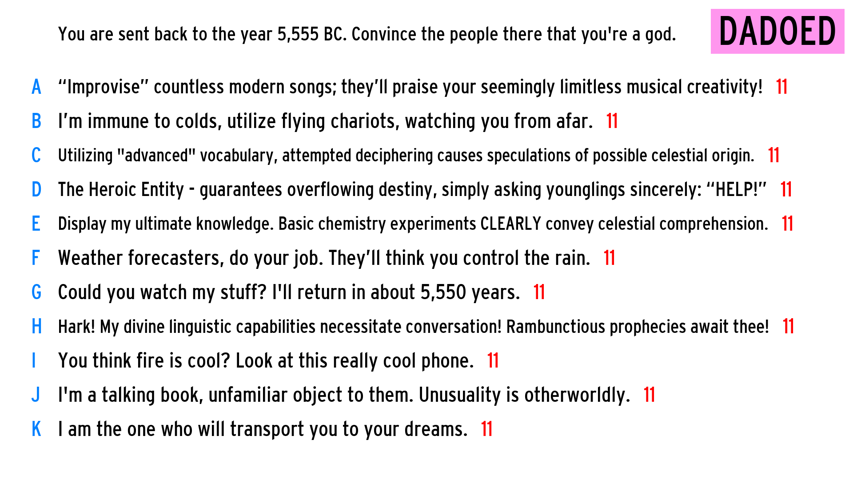 You are sent back to the year 5,555 BC. Convince the people there that you're a god.
DADOED
A “Improvise” countless modern songs; they’ll praise your seemingly limitless musical creativity! 11
B I’m immune to colds, utilize flying chariots, watching you from afar. 11
C Utilizing "advanced" vocabulary, attempted deciphering causes speculations of possible celestial origin. 11
D The Heroic Entity - guarantees overflowing destiny, simply asking younglings sincerely: “HELP!” 11
E Display my ultimate knowledge. Basic chemistry experiments CLEARLY convey celestial comprehension. 11
F Weather forecasters, do your job. They’ll think you control the rain. 11
G Could you watch my stuff? I'll return in about 5,550 years. 11
H Hark! My divine linguistic capabilities necessitate conversation! Rambunctious prophecies await thee! 11
I You think fire is cool? Look at this really cool phone. 11
J I'm a talking book, unfamiliar object to them. Unusuality is otherworldly. 11
K I am the one who will transport you to your dreams. 11